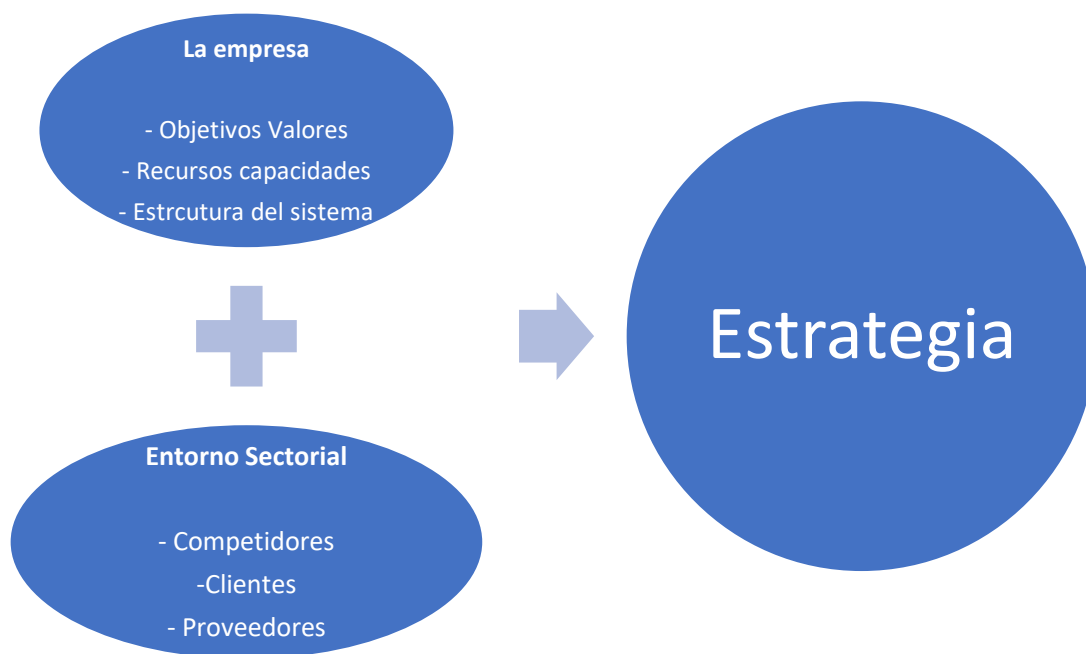 La empresa
- Objetivos Valores
- Recursos capacidades
- Estrcutura del sistema
Entorno Sectorial
- Competidores
-Clientes
- Proveedores
Estrategia